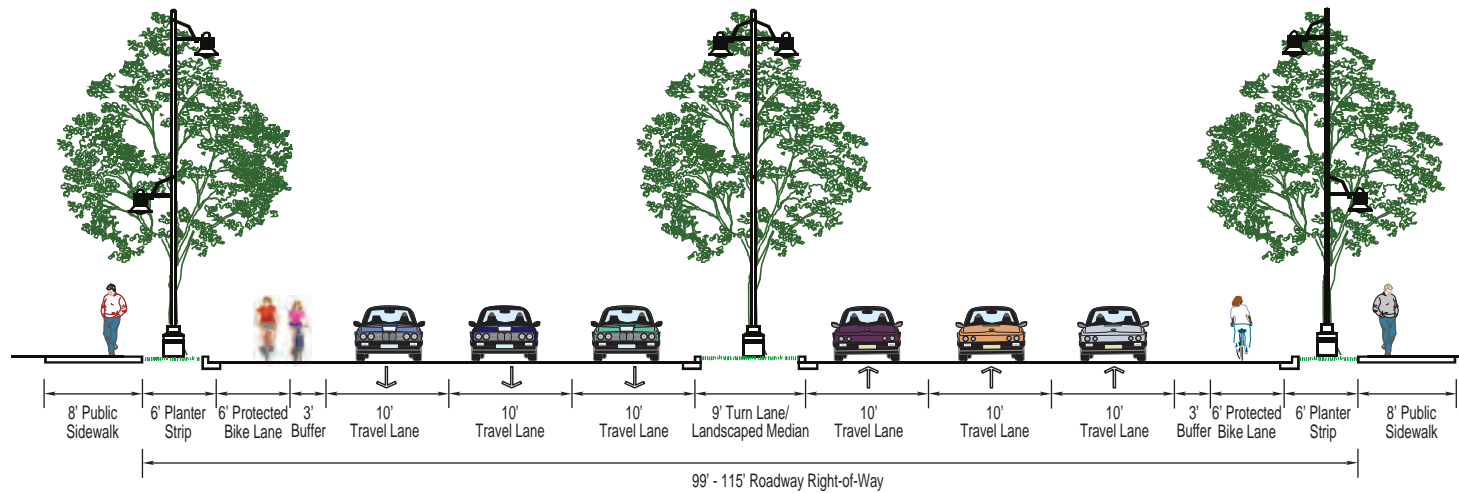 8’ Public
Sidewalk
6’ Planter
Strip
6’ Protected
Bike Lane
3’
Buffer
10’
Travel Lane
10’
Travel Lane
10’
Travel Lane
9’ Turn Lane/
Landscaped Median
10’
Travel Lane
10’
Travel Lane
10’
Travel Lane
3’
Buffer
6’ Protected
Bike Lane
6’ Planter
Strip
8’ Public
Sidewalk
99’ - 115’ Roadway Right-of-Way